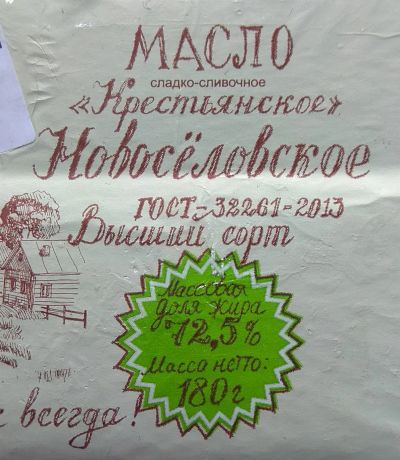 МАСЛО
сладко-сливочное
«Крестьянское»
Новосёловское
ГОСТ-32261-2013
Высший сорт
Массовая
доля жира
72,5%
Масса нетто:
180г
всегда!